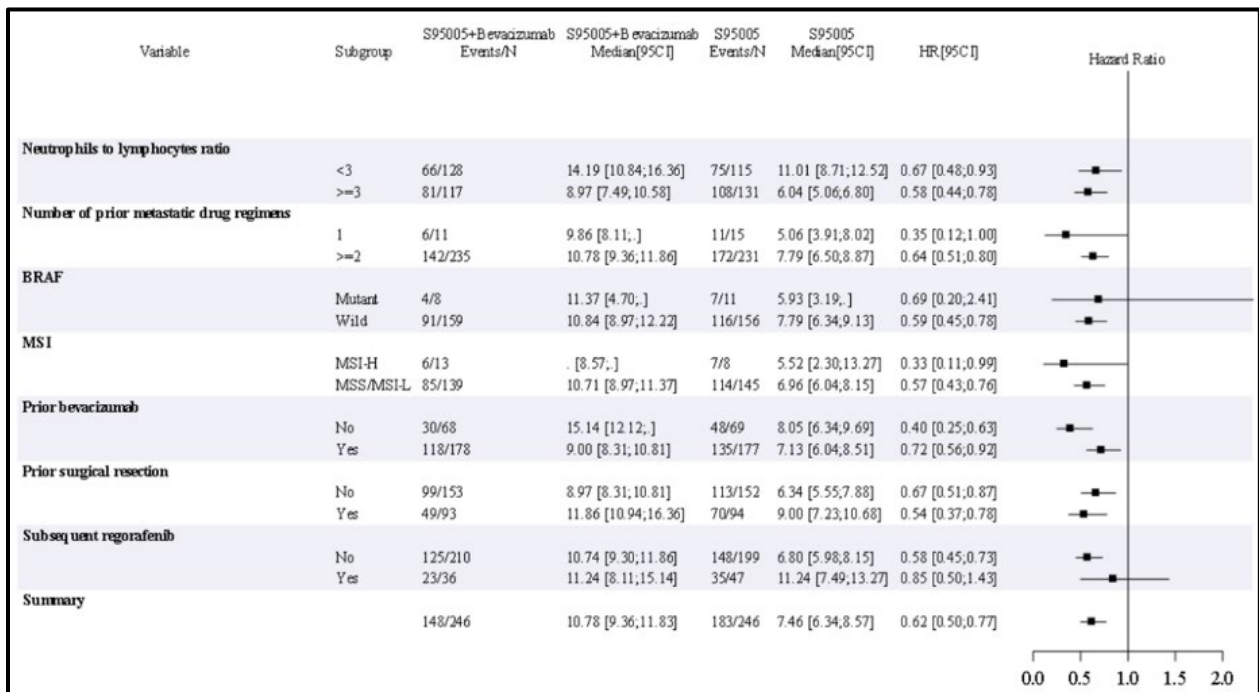 S95005+Bevacizumab S95005+Bevacizumab S95005 S95005
Variable Subgroup Events/N Median[95CI] Events/N Median[95CI] HR[95CI] Hazard Ratio
Neutrophils to lymphocytes ratio
<3 66/128 14.19 [10.84;16.36] 75/115 11.01 [8.71;12.52] 0.67 [0.48;0.93]
>=3 81/117 8.97 [7.49;10.58] 108/131 6.04 [5.06;6.80] 0.58 [0.44;0.78]
Number of prior metastatic drug regimens
1 6/11 9.86 [8.11;.] 11/15 5.06 [3.91;8.02] 0.35 [0.12;1.00]
>=2 142/235 10.78 [9.36;11.86] 172/231 7.79 [6.50;8.87] 0.64 [0.51;0.80]
BRAF
Mutant 4/8 11.37 [4.70;.] 7/11 5.93 [3.19;.] 0.69 [0.20;2.41]
Wild 91/159 10.84 [8.97;12.22] 116/156 7.79 [6.34;9.13] 0.59 [0.45;0.78]
MSI
MSI-H 6/13 . [8.57;.] 7/8 5.52 [2.30;13.27] 0.33 [0.11;0.99]
MSS/MSI-L 85/139 10.71 [8.97;11.37] 114/145 6.96 [6.04;8.15] 0.57 [0.43;0.76]
Prior bevacizumab
No 30/68 15.14 [12.12;.] 48/69 8.05 [6.34;9.69] 0.40 [0.25;0.63]
Yes 118/178 9.00 [8.31;10.81] 135/177 7.13 [6.04;8.51] 0.72 [0.56;0.92]
Prior surgical resection
No 99/153 8.97 [8.31;10.81] 113/152 6.34 [5.55;7.88] 0.67 [0.51;0.87]
Yes 49/93 11.86 [10.94;16.36] 70/94 9.00 [7.23;10.68] 0.54 [0.37;0.78]
Subsequent regorafenib
No 125/210 10.74 [9.30;11.86] 148/199 6.80 [5.98;8.15] 0.58 [0.45;0.73]
Yes 23/36 11.24 [8.11;15.14] 35/47 11.24 [7.49;13.27] 0.85 [0.50;1.43]
Summary
148/246 10.78 [9.36;11.83] 183/246 7.46 [6.34;8.57] 0.62 [0.50;0.77]
0.0 0.5 1.0 1.5 2.0